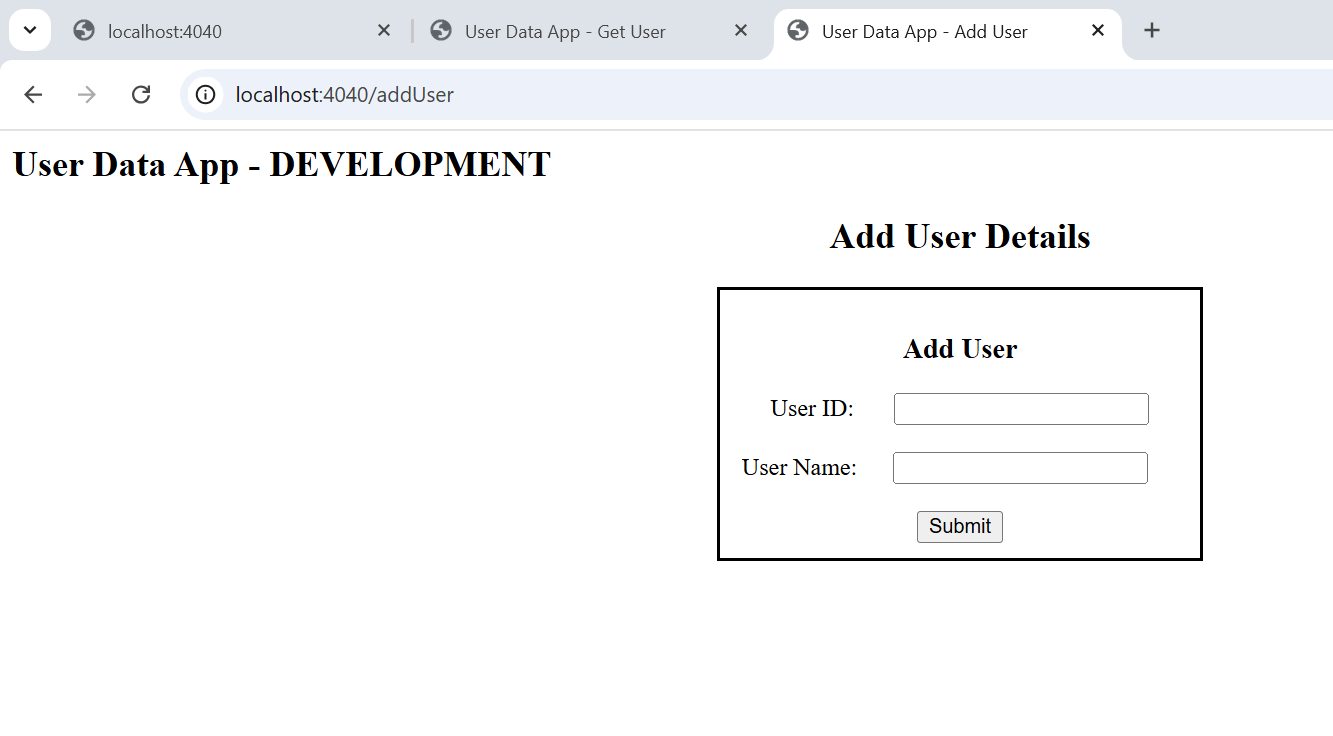 localhost:4040
User Data App - Get User
User Data App - Add User
localhost:4040/addUser
User Data App - DEVELOPMENT
Add User Details
Add User
User ID:
User Name:
Submit